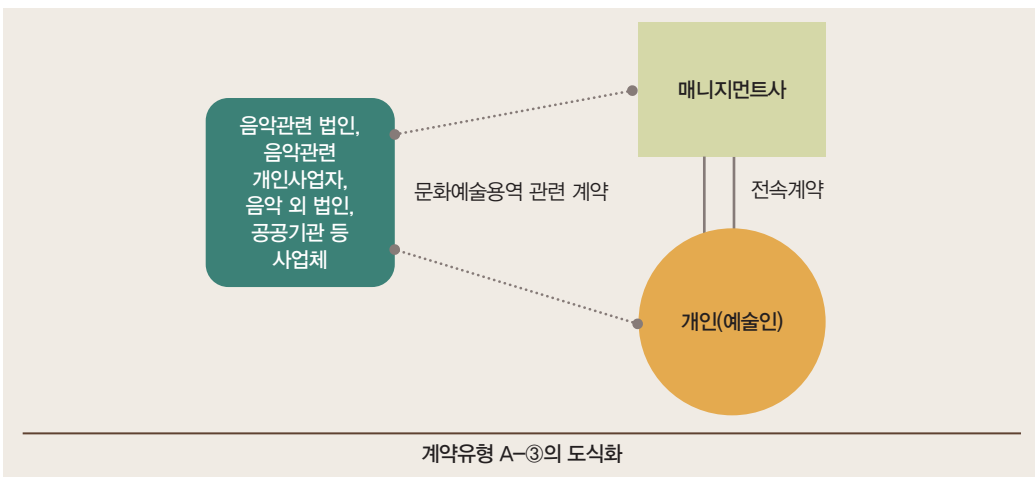 매니지먼트사
음악관련 법인,
음악관련
개인사업자,
음악 외 법인,
공공기관 등
사업체
문화예술용역 관련 계약
전속계약
개인(예술인)
계약유형 A-③의 도식화